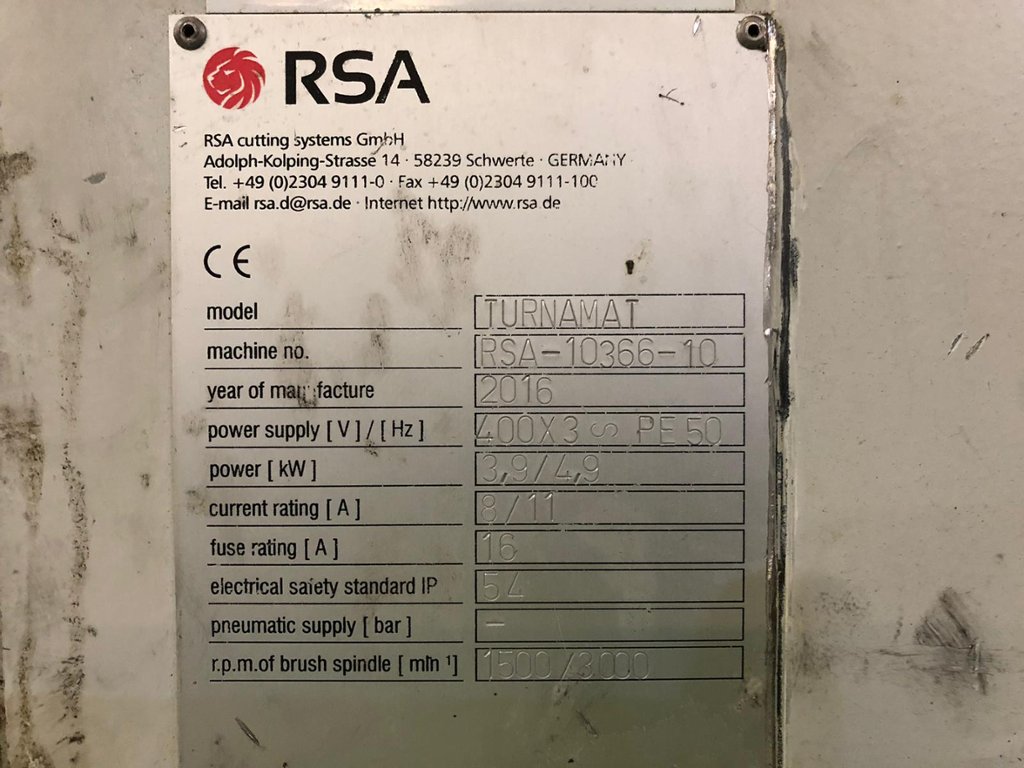 RSA
RSA cutting systems GmbH
Adolph-Kolping-Strasse 14 · 58239 Schwerte · GERMANY
Tel. +49 (0)2304 9111-0 · Fax +49 (0)2304 9111-100
E-mail rsa.d@rsa.de · Internet http://www.rsa.de
CE
model TURNAMAT
machine no. RSA-10366-10
year of manufacture 2016
power supply [ V ] / [ Hz ] 400X3 PE 50
power [ kW ] 3,9/4,9
current rating [ A ] 8/11
fuse rating [ A ] 16
electrical safety standard IP 54
pneumatic supply [ bar ] -
r.p.m.of brush spindle [ min ¹] 1500/3000